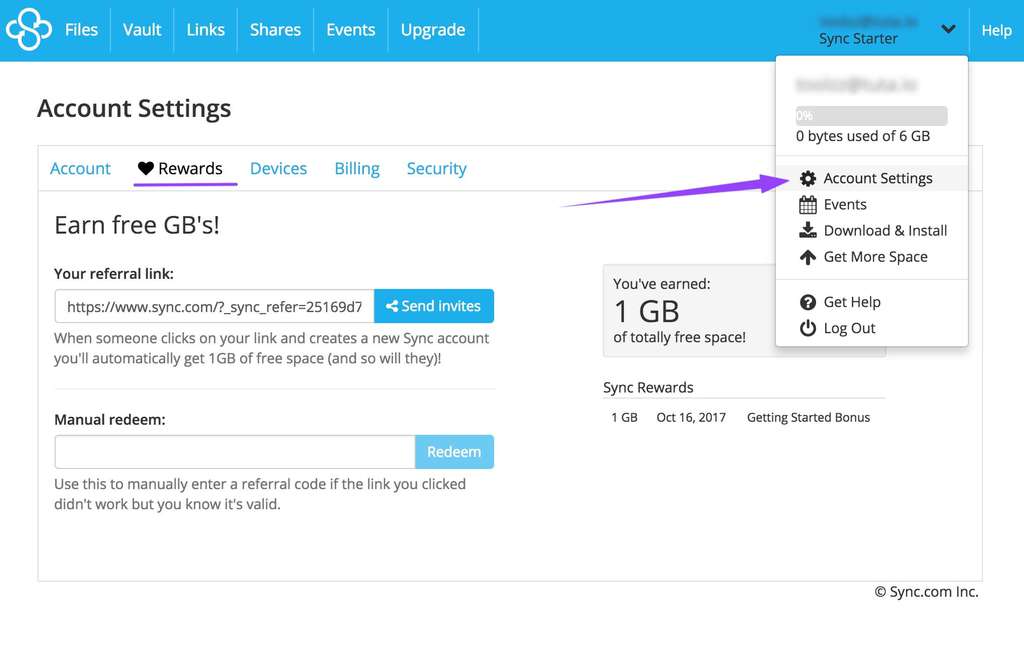 Files
Vault
Links
Shares
Events
Upgrade
Sync Starter
Help
Account Settings
0%
0 bytes used of 6 GB
Account Settings
Events
Download & Install
Get More Space
Get Help
Log Out
Account
Rewards
Devices
Billing
Security
Earn free GB's!
Your referral link:
https://www.sync.com/?_sync_refer=25169d7
Send Invites
When someone clicks on your link and creates a new Sync account
you'll automatically get 1GB of free space (and so will they)!
Manual redeem:
Redeem
Use this to manually enter a referral code if the link you clicked
didn't work but you know it's valid.
You've earned:
1 GB
of totally free space!
Sync Rewards
1 GB Oct 16, 2017 Getting Started Bonus
© Sync.com Inc.